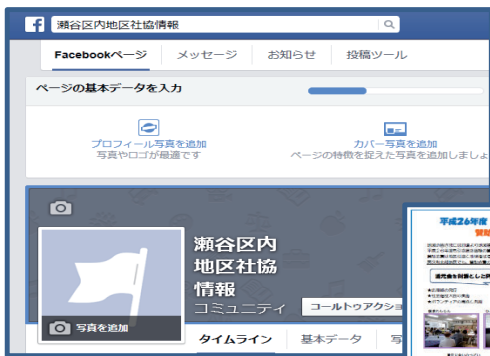 瀬谷区内地区社協情報
Facebookページ メッセージ お知らせ 投稿ツール
ページの基本データを入力
プロフィール写真を追加
写真やロゴが最適です
カバー写真を追加
ページの特徴を捉えた写真を追加しましょ
瀬谷区内
地区社協
情報
コミュニティ
コールトゥアクショ
写真を追加
タイムライン 基本データ 写
平成26年度